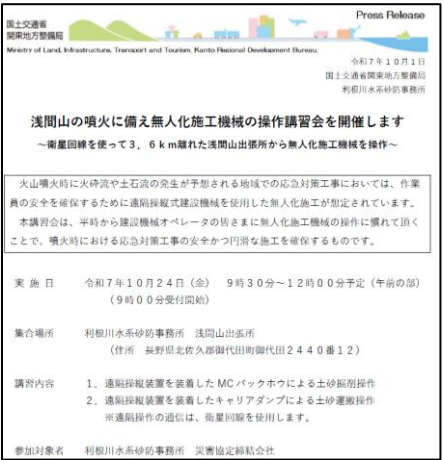 国土交通省
関東地方整備局
Press Release
Ministry of Land, Infrastructure, Transport and Tourism. Kanto Regional Development Bureau.
令和7年10月1日
国土交通省関東地方整備局
利根川水系砂防事務所
浅間山の噴火に備え無人化施工機械の操作講習会を開催します
~衛星回線を使って3.6km離れた浅間山出張所から無人化施工機械を操作~
火山噴火時に火砕流や土石流の発生が予想される地域での応急対策工事においては、作業
員の安全を確保するために遠隔操縦式建設機械を使用した無人化施工が想定されています。
本講習会は、平時から建設機械オペレータの皆さまに無人化施工機械の操作に慣れて頂く
ことで、噴火時における応急対策工事の安全かつ円滑な施工を確保するものです。
実施日 令和7年10月24日(金) 9時30分~12時00分予定(午前の部)
(9時00分受付開始)
集合場所 利根川水系砂防事務所 浅間山出張所
(住所 長野県北佐久郡御代田町御代田2440番12)
講習内容 1.遠隔操縦装置を装着したMCバックホウによる土砂掘削操作
2.遠隔操縦装置を装着したキャリアダンプによる土砂運搬操作
※遠隔操作の通信は、衛星回線を使用します。
参加対象者 利根川水系砂防事務所 災害協定締結会社